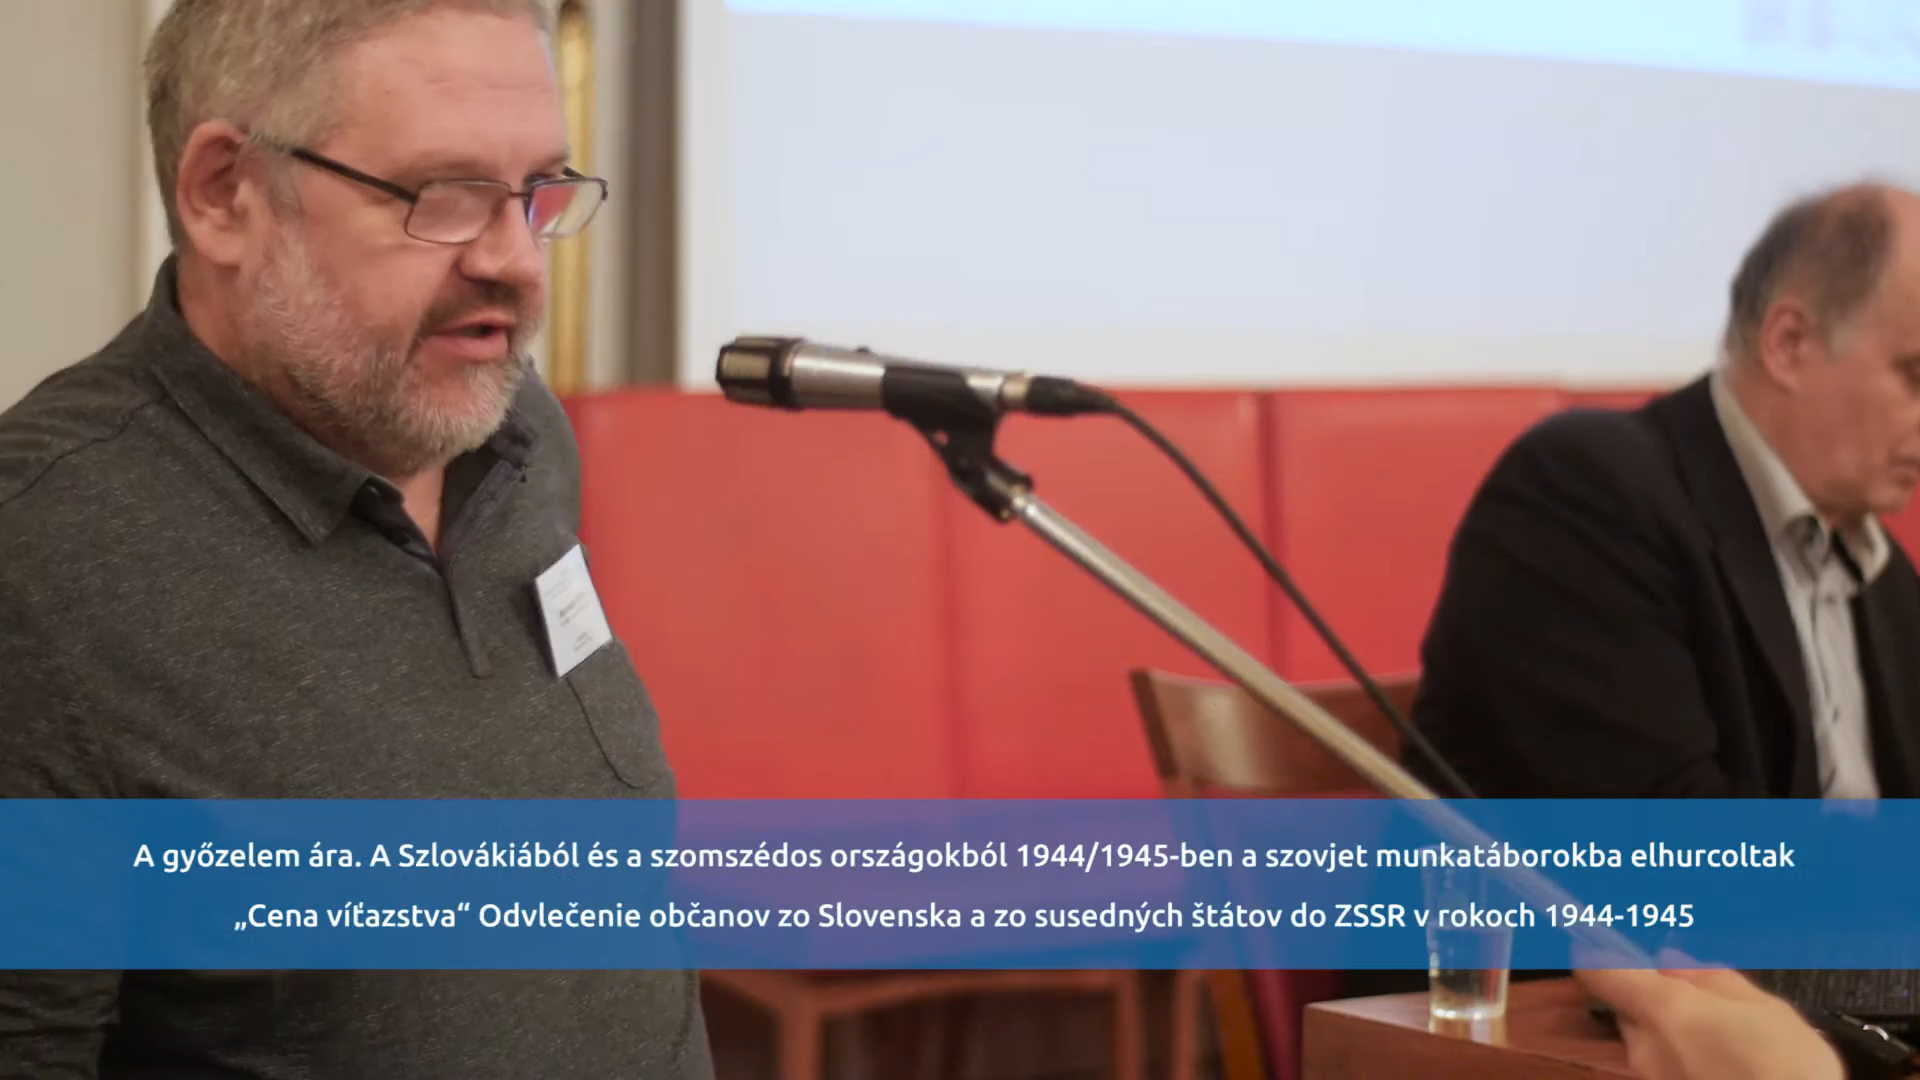 A győzelem ára. A Szlovákiából és a szomszédos országokból 1944/1945-ben a szovjet munkatáborokba elhurcoltak
„Cena víťazstva“ Odvlečenie občanov zo Slovenska a zo susedných štátov do ZSSR v rokoch 1944-1945